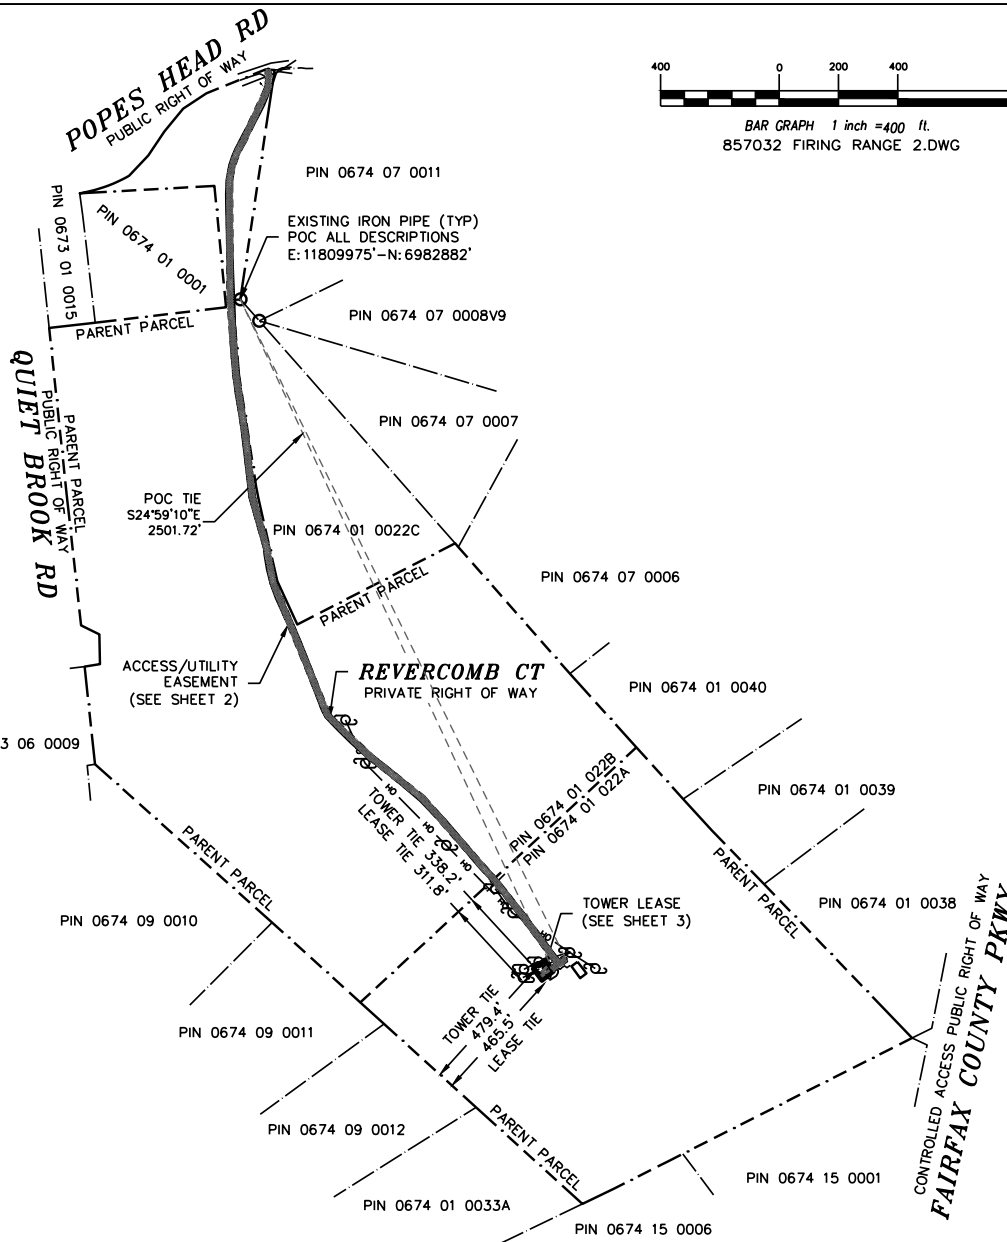 POPES HEAD RD
PUBLIC RIGHT OF WAY
400 0 200 400
BAR GRAPH 1 inch =400 ft.
857032 FIRING RANGE 2.DWG
PIN 0674 07 0011
PIN 0673 01 0015
PIN 0674 01 0001
EXISTING IRON PIPE (TYP)
POC ALL DESCRIPTIONS
E:11809975'-N:6982882'
PARENT PARCEL
PIN 0674 07 0008V9
QUIET BROOK RD
PUBLIC RIGHT OF WAY
PARENT PARCEL
PIN 0674 07 0007
POC TIE
S24°59'10"E
2501.72'
PIN 0674 01 0022C
PARENT PARCEL
PIN 0674 07 0006
ACCESS/UTILITY
EASEMENT
(SEE SHEET 2)
REVERCOMB CT
PRIVATE RIGHT OF WAY
PIN 0674 01 0040
3 06 0009
PIN 0674 01 022B
PIN 0674 01 022A
PIN 0674 01 0039
HO
HO
HO
HO
HO
TOWER TIE 338.2'
LEASE TIE 311.8'
PARENT PARCEL
PARENT PARCEL
TOWER LEASE
(SEE SHEET 3)
PIN 0674 01 0038
PIN 0674 09 0010
CONTROLLED ACCESS PUBLIC RIGHT OF WAY
FAIRFAX COUNTY PKWY
TOWER TIE
479.4'
465.5'
LEASE TIE
PIN 0674 09 0011
PIN 0674 09 0012
PARENT PARCEL
PIN 0674 15 0001
PIN 0674 01 0033A
PIN 0674 15 0006